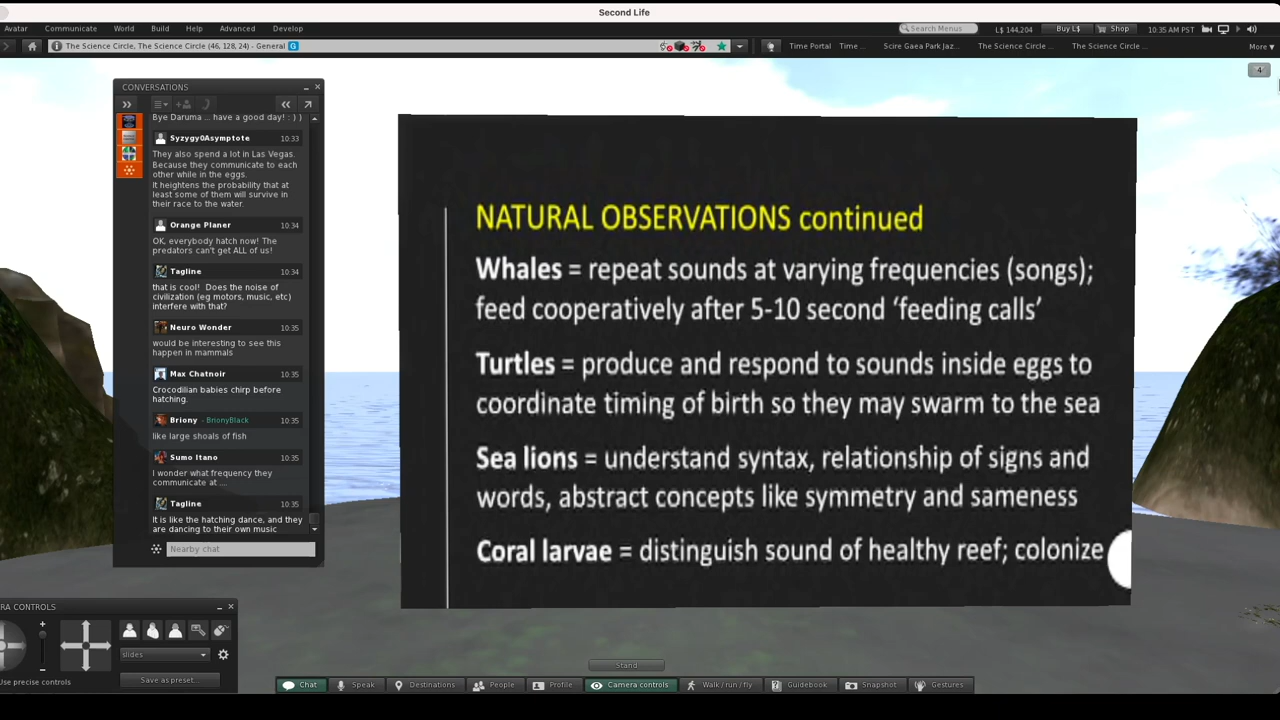 Second Life
Avatar Communicate World Build Help Advanced Develop
Search Menus L$ 144,204 Buy L$ Shop 10:35 AM PST
The Science Circle, The Science Circle (46, 128, 24) - General G
Time Portal Time ... Scire Gaea Park Jaz... The Science Circle ... The Science Circle ... More ▼
4
CONVERSATIONS
Bye Daruma ... have a good day! : ) )
Syzygy0Asymptote 10:33
They also spend a lot in Las Vegas.
Because they communicate to each
other while in the eggs.
It heightens the probability that at
least some of them will survive in
their race to the water.
Orange Planer 10:34
OK, everybody hatch now! The
predators can't get ALL of us!
Tagline 10:34
that is cool! Does the noise of
civilization (eg motors, music, etc)
interfere with that?
Neuro Wonder 10:35
would be interesting to see this
happen in mammals
Max Chatnoir 10:35
Crocodilian babies chirp before
hatching.
Briony - BrionyBlack 10:35
like large shoals of fish
Sumo Itano 10:35
I wonder what frequency they
communicate at ....
Tagline 10:35
It is like the hatching dance, and they
are dancing to their own music
Nearby chat
NATURAL OBSERVATIONS continued
Whales = repeat sounds at varying frequencies (songs);
feed cooperatively after 5-10 second ‘feeding calls’
Turtles = produce and respond to sounds inside eggs to
coordinate timing of birth so they may swarm to the sea
Sea lions = understand syntax, relationship of signs and
words, abstract concepts like symmetry and sameness
Coral larvae = distinguish sound of healthy reef; colonize
RA CONTROLS
slides
Use precise controls
Save as preset...
Stand
Chat Speak Destinations People Profile Camera controls Walk / run / fly Guidebook Snapshot Gestures